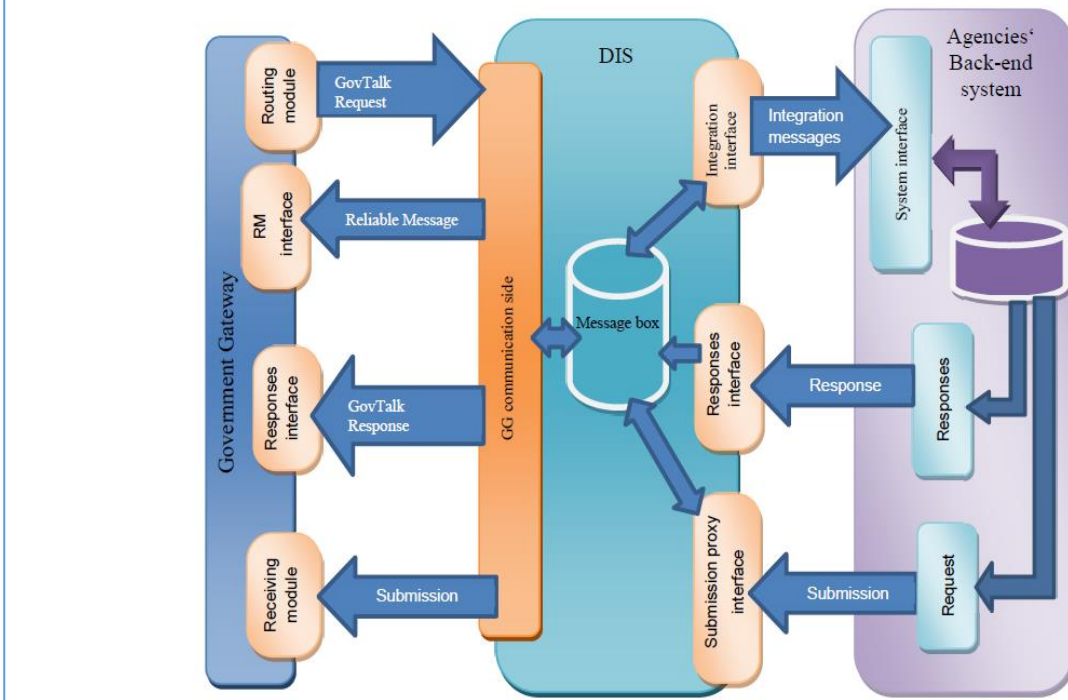 Government Gateway
Routing module
RM interface
Responses interface
Receiving module
GovTalk
Request
Reliable Message
GovTalk
Response
Submission
GG communication side
DIS
Message box
Integration
interface
Responses
interface
Submission proxy
interface
Integration
messages
Response
Submission
Agencies‘
Back-end
system
System interface
Responses
Request